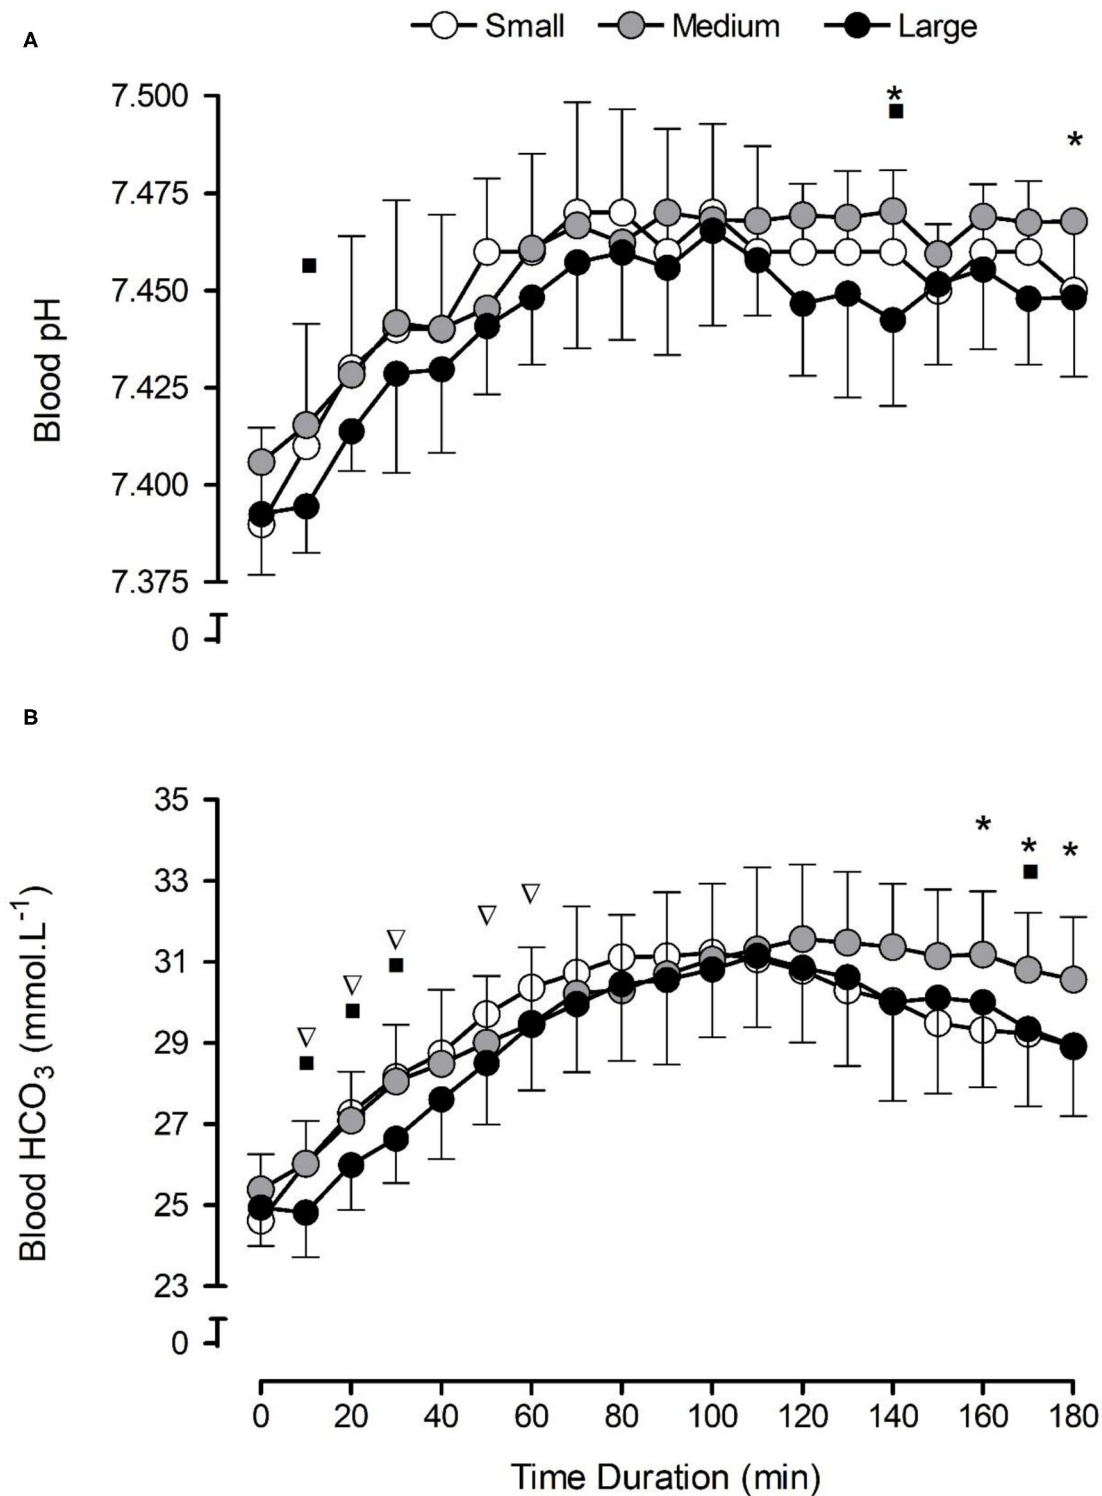 Small Medium Large
A
7.500
7.475
7.450
7.425
7.400
7.375
0
Blood pH
* *
B
35
33
31
29
27
25
23
0
Blood HCO3 (mmol.L-1)
* * *
0 20 40 60 80 100 120 140 160 180
Time Duration (min)